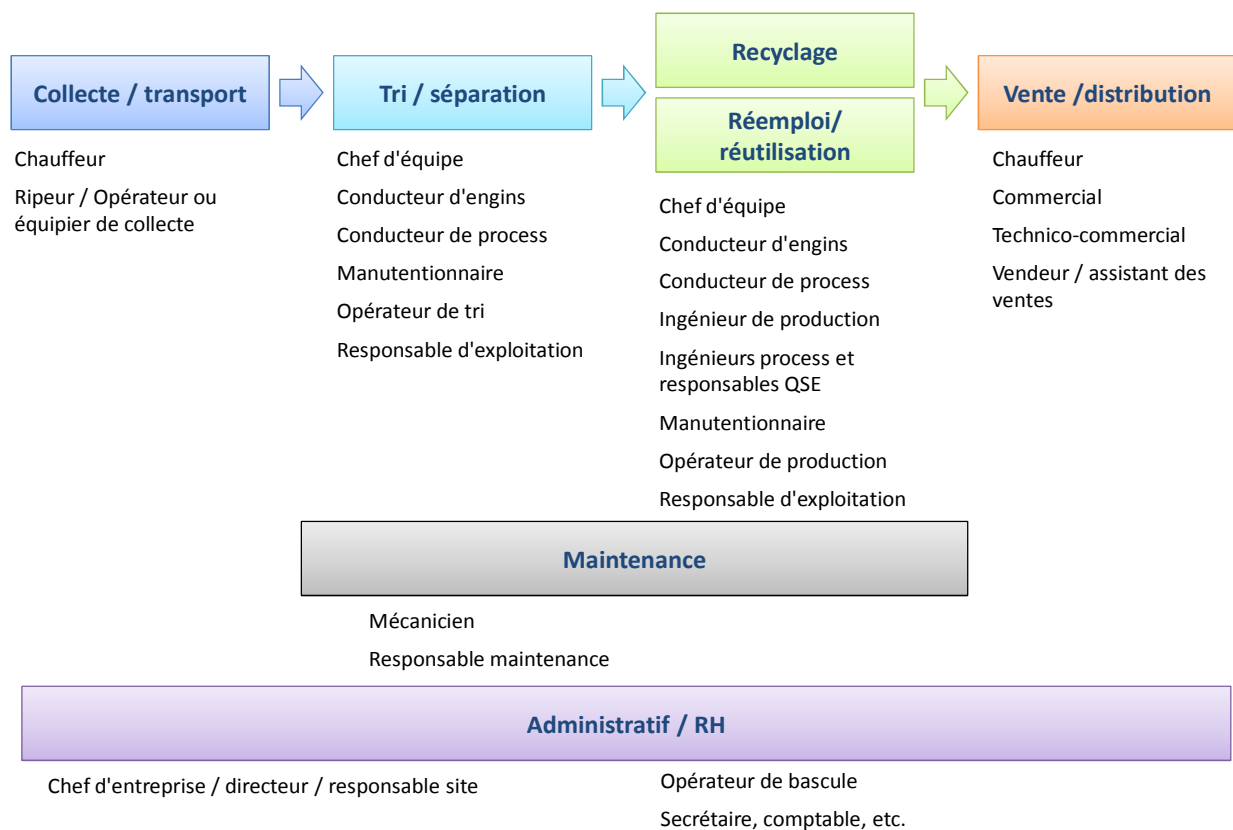 Collecte / transport
Chauffeur
Ripeur / Opérateur ou
équipier de collecte
Tri / séparation
Chef d'équipe
Conducteur d'engins
Conducteur de process
Manutentionnaire
Opérateur de tri
Responsable d'exploitation
Recyclage
Réemploi/
réutilisation
Chef d'équipe
Conducteur d'engins
Conducteur de process
Ingénieur de production
Ingénieurs process et
responsables QSE
Manutentionnaire
Opérateur de production
Responsable d'exploitation
Vente /distribution
Chauffeur
Commercial
Technico-commercial
Vendeur / assistant des
ventes
Maintenance
Mécanicien
Responsable maintenance
Administratif / RH
Chef d'entreprise / directeur / responsable site
Opérateur de bascule
Secrétaire, comptable, etc.